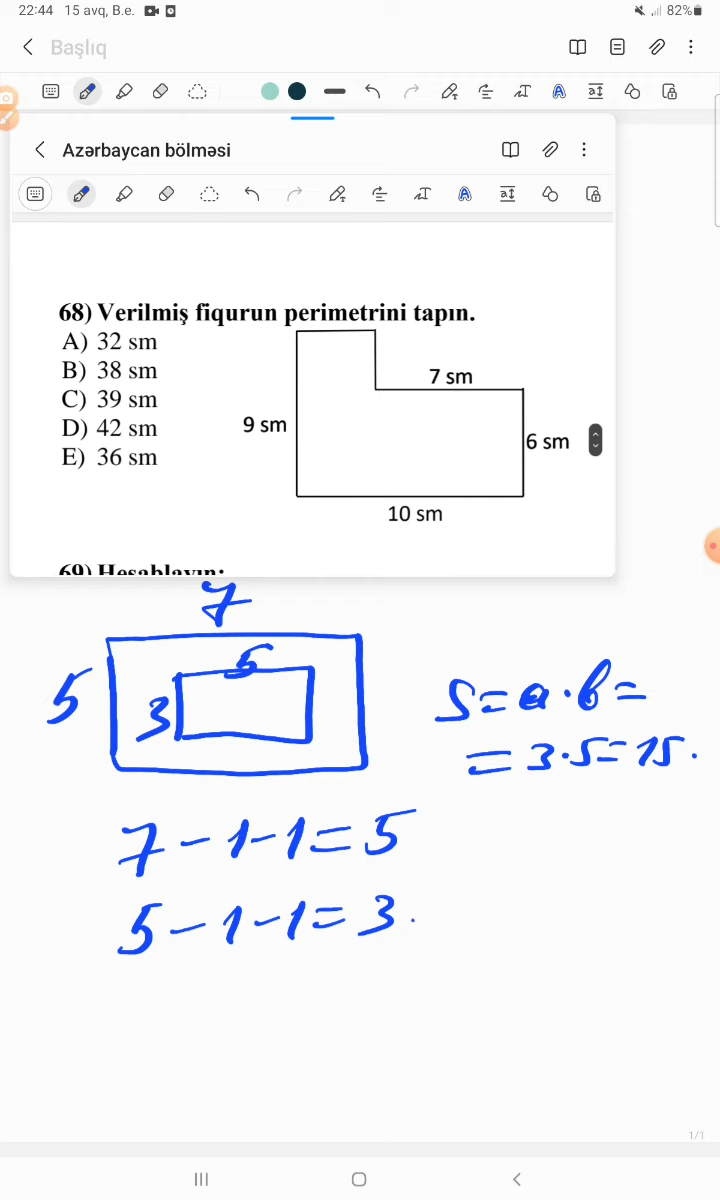 22:44 15 avq, B.e. 82%
Başlıq
Azərbaycan bölməsi
68) Verilmiş fiqurun perimetrini tapın.
A) 32 sm
B) 38 sm
C) 39 sm
D) 42 sm
E) 36 sm
7 sm
9 sm
6 sm
10 sm
69) Hesablayın:
7
5
5
3
S=a·b=
=3·5=15.
7-1-1=5
5-1-1=3.
1/1